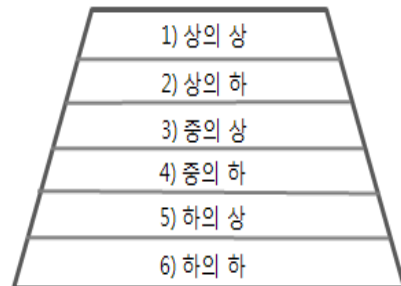 1) 상의 상
2) 상의 하
3) 중의 상
4) 중의 하
5) 하의 상
6) 하의 하